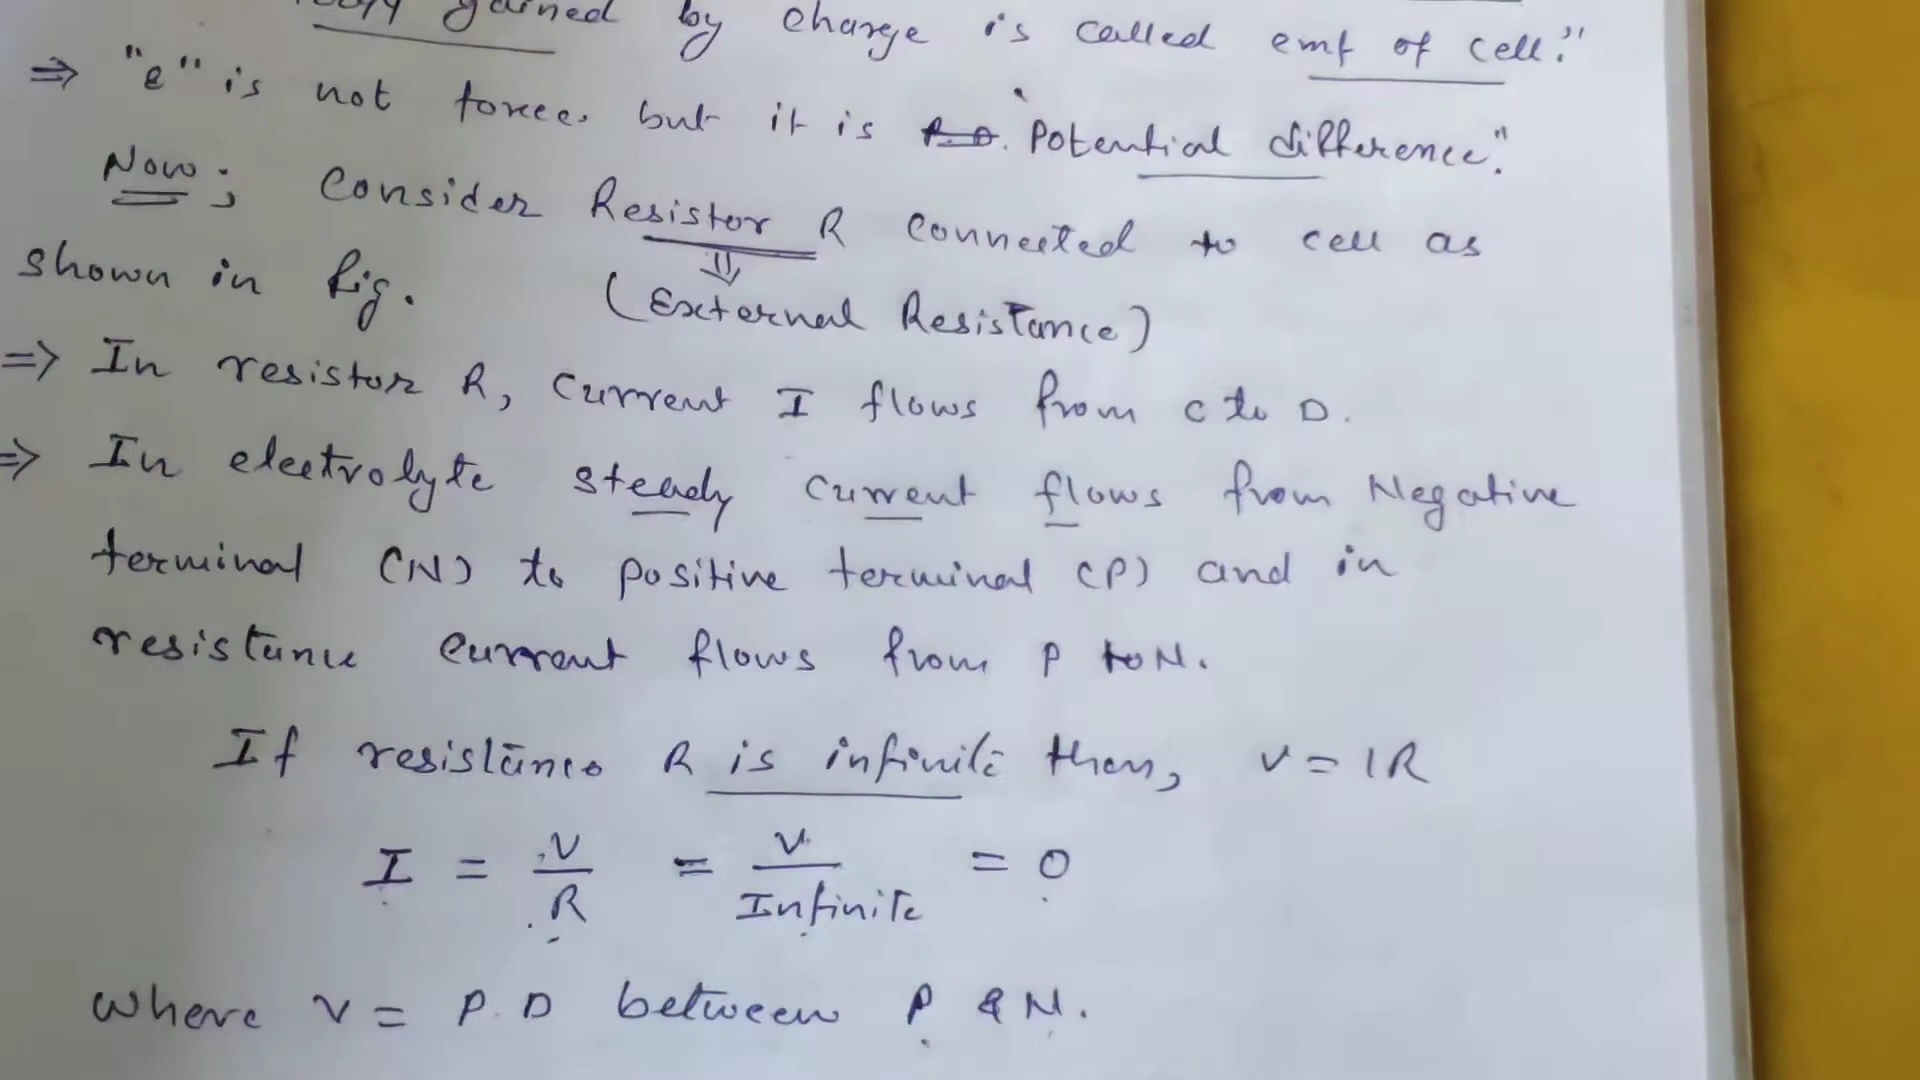 gained by charge is called emf of cell."
⇒ "e" is not force. but it is P.D. Potential difference".
Now; Consider Resistor R connected to cell as
shown in fig. (External Resistance)
=> In resistor R, current I flows from C to D.
=> In electrolyte steady current flows from Negative
terminal (N) to positive terminal (P) and in
resistance current flows from P to N.
If resistance R is infinite then, V = IR
I = V/R = V/Infinite = 0
Where V = P.D between P & N.